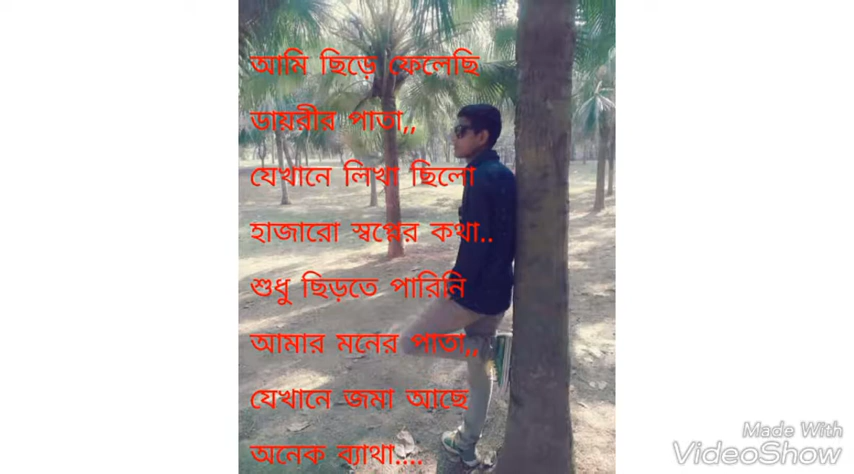 আমি ছিড়ে ফেলেছি
ডায়রীর পাতা,,
যেখানে লিখা ছিলো
হাজারো স্বপ্নের কথা..
শুধু ছিড়তে পারিনি
আমার মনের পাতা,,
যেখানে জমা আছে
অনেক ব্যাথা....
Made With
VideoShow